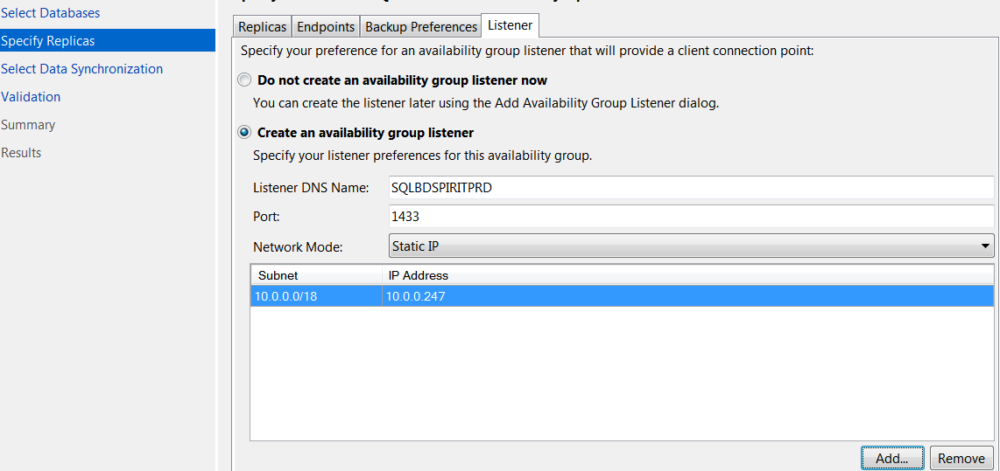 Select Databases
Specify Replicas
Select Data Synchronization
Validation
Summary
Results
Replicas Endpoints Backup Preferences Listener
Specify your preference for an availability group listener that will provide a client connection point:
Do not create an availability group listener now
You can create the listener later using the Add Availability Group Listener dialog.
Create an availability group listener
Specify your listener preferences for this availability group.
Listener DNS Name: SQLBDSPIRITPRD
Port: 1433
Network Mode: Static IP
Subnet IP Address
10.0.0.0/18 10.0.0.247
Add... Remove